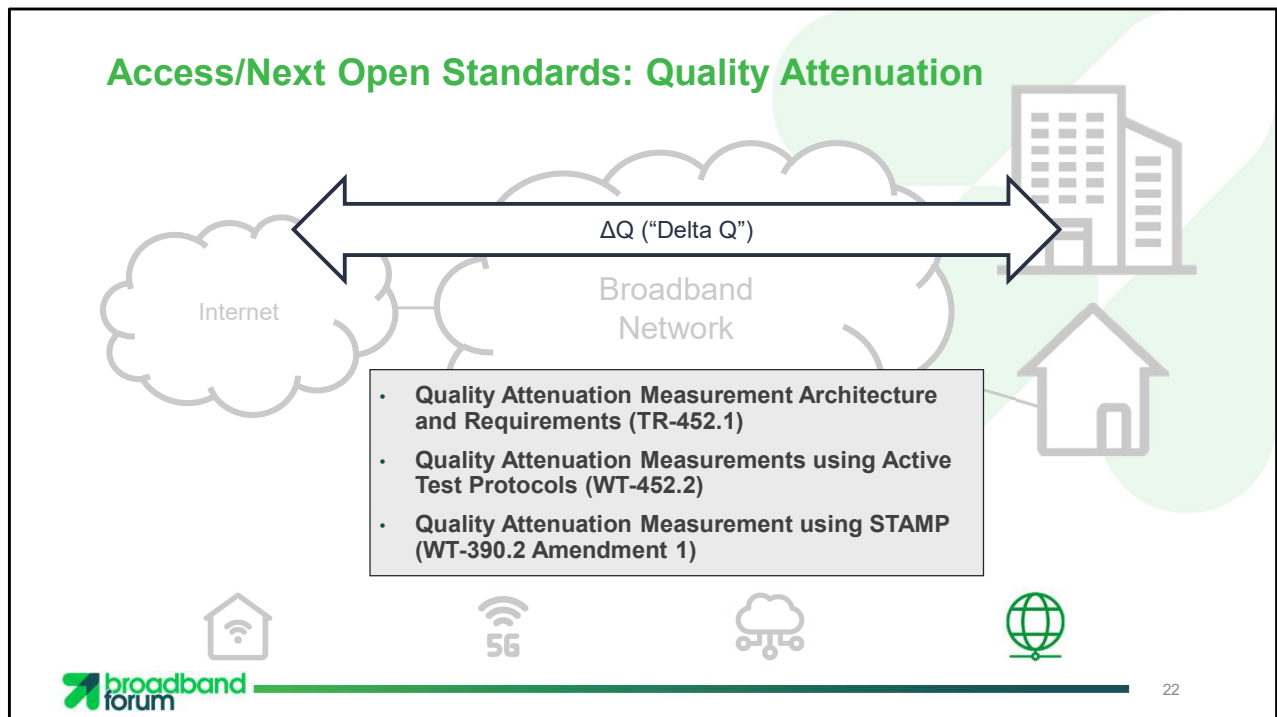 Access/Next Open Standards: Quality Attenuation
ΔQ (“Delta Q”)
Internet
Broadband
Network
• Quality Attenuation Measurement Architecture
and Requirements (TR-452.1)
• Quality Attenuation Measurements using Active
Test Protocols (WT-452.2)
• Quality Attenuation Measurement using STAMP
(WT-390.2 Amendment 1)
5G
broadband
forum
22